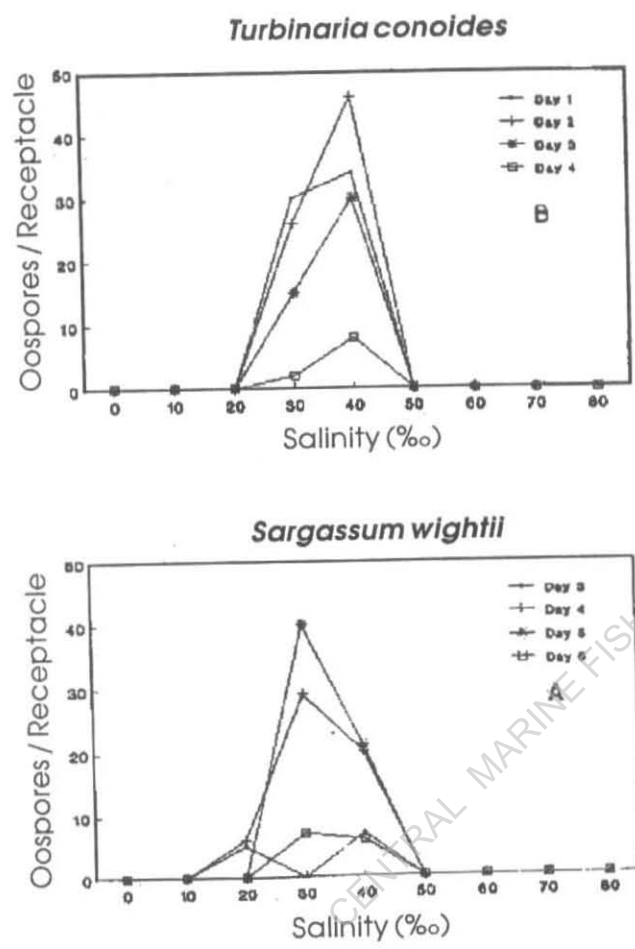 Turbinaria conoides
Oospores / Receptacle
50
40
30
20
10
0
Day 1
Day 2
Day 3
Day 4
B
0 10 20 30 40 50 60 70 80
Salinity (‰)
Sargassum wightii
Oospores / Receptacle
50
40
30
20
10
0
Day 3
Day 4
Day 5
Day 6
A
0 10 20 30 40 50 60 70 80
Salinity (‰)
CENTRAL MARINE FISH